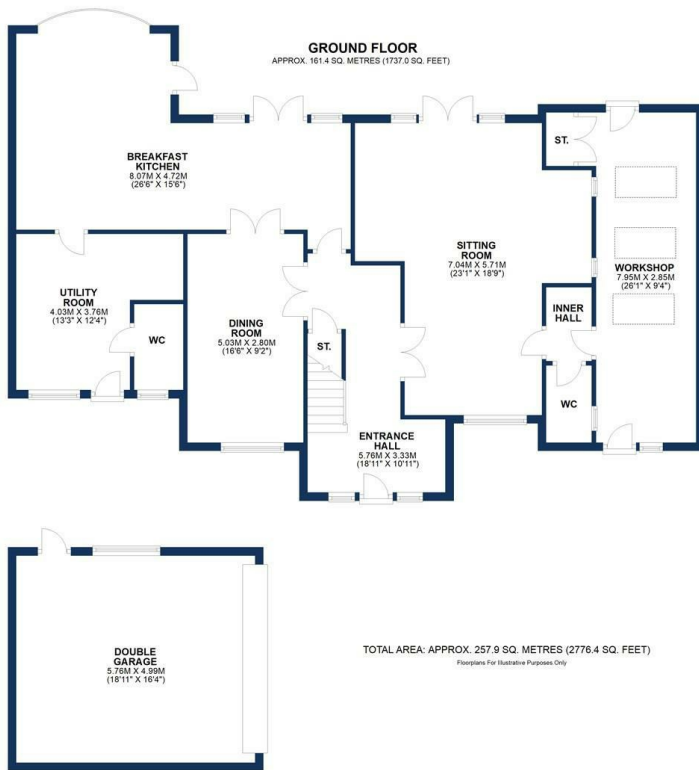 GROUND FLOOR
APPROX. 161.4 SQ. METRES (1737.0 SQ. FEET)
BREAKFAST
KITCHEN
8.07M X 4.72M
(26'6" X 15'6")
ST.
SITTING
ROOM
7.04M X 5.71M
(23'1" X 18'9")
WORKSHOP
7.95M X 2.85M
(26'1" X 9'4")
UTILITY
ROOM
4.03M X 3.76M
(13'3" X 12'4")
WC
DINING
ROOM
5.03M X 2.80M
(16'6" X 9'2")
ST.
INNER
HALL
WC
ENTRANCE
HALL
5.76M X 3.33M
(18'11" X 10'11")
DOUBLE
GARAGE
5.76M X 4.99M
(18'11" X 16'4")
TOTAL AREA: APPROX. 257.9 SQ. METRES (2776.4 SQ. FEET)
Floorplans For Illustrative Purposes Only